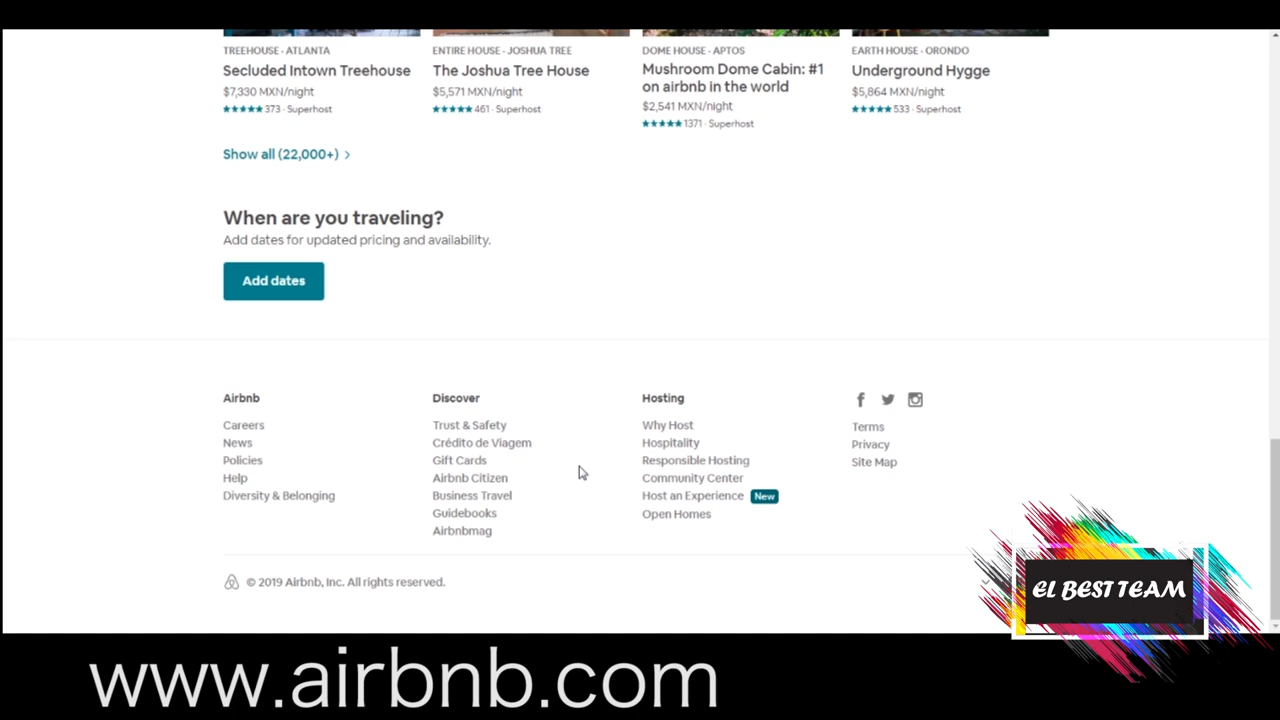 TREEHOUSE · ATLANTA
Secluded Intown Treehouse
$7,330 MXN/night
373 · Superhost
ENTIRE HOUSE · JOSHUA TREE
The Joshua Tree House
$5,571 MXN/night
461 · Superhost
DOME HOUSE · APTOS
Mushroom Dome Cabin: #1
on airbnb in the world
$2,541 MXN/night
1371 · Superhost
EARTH HOUSE · ORONDO
Underground Hygge
$5,864 MXN/night
533 · Superhost
Show all (22,000+)
When are you traveling?
Add dates for updated pricing and availability.
Add dates
Airbnb
Careers
News
Policies
Help
Diversity & Belonging
Discover
Trust & Safety
Crédito de Viagem
Gift Cards
Airbnb Citizen
Business Travel
Guidebooks
Airbnbmag
Hosting
Why Host
Hospitality
Responsible Hosting
Community Center
Host an Experience New
Open Homes
Terms
Privacy
Site Map
© 2019 Airbnb, Inc. All rights reserved.
EL BEST TEAM
www.airbnb.com